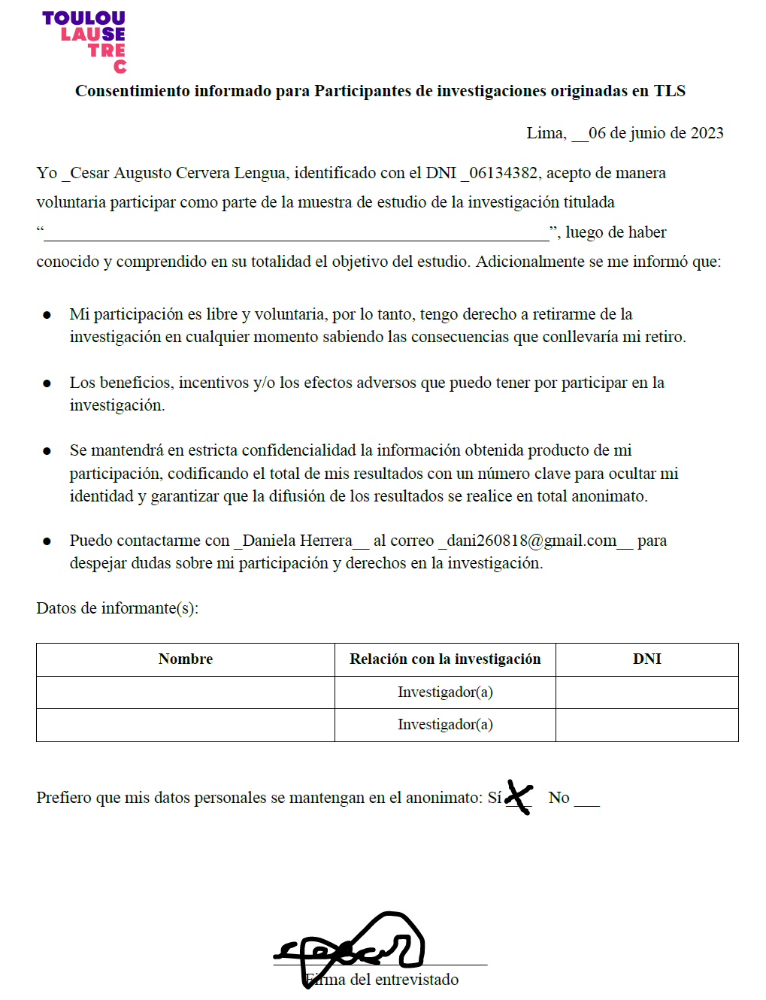 TOULOU
LAUSE
TRE
C
Consentimiento informado para Participantes de investigaciones originadas en TLS
Lima, __06 de junio de 2023
Yo _Cesar Augusto Cervera Lengua, identificado con el DNI _06134382, acepto de manera
voluntaria participar como parte de la muestra de estudio de la investigación titulada
“_____________________________________________________________”, luego de haber
conocido y comprendido en su totalidad el objetivo del estudio. Adicionalmente se me informó que:
● Mi participación es libre y voluntaria, por lo tanto, tengo derecho a retirarme de la
investigación en cualquier momento sabiendo las consecuencias que conllevaría mi retiro.
● Los beneficios, incentivos y/o los efectos adversos que puedo tener por participar en la
investigación.
● Se mantendrá en estricta confidencialidad la información obtenida producto de mi
participación, codificando el total de mis resultados con un número clave para ocultar mi
identidad y garantizar que la difusión de los resultados se realice en total anonimato.
● Puedo contactarme con _Daniela Herrera__ al correo _dani260818@gmail.com__ para
despejar dudas sobre mi participación y derechos en la investigación.
Datos de informante(s):
Nombre Relación con la investigación DNI
Investigador(a)
Investigador(a)
Prefiero que mis datos personales se mantengan en el anonimato: Sí _X_ No ___
Firma del entrevistado